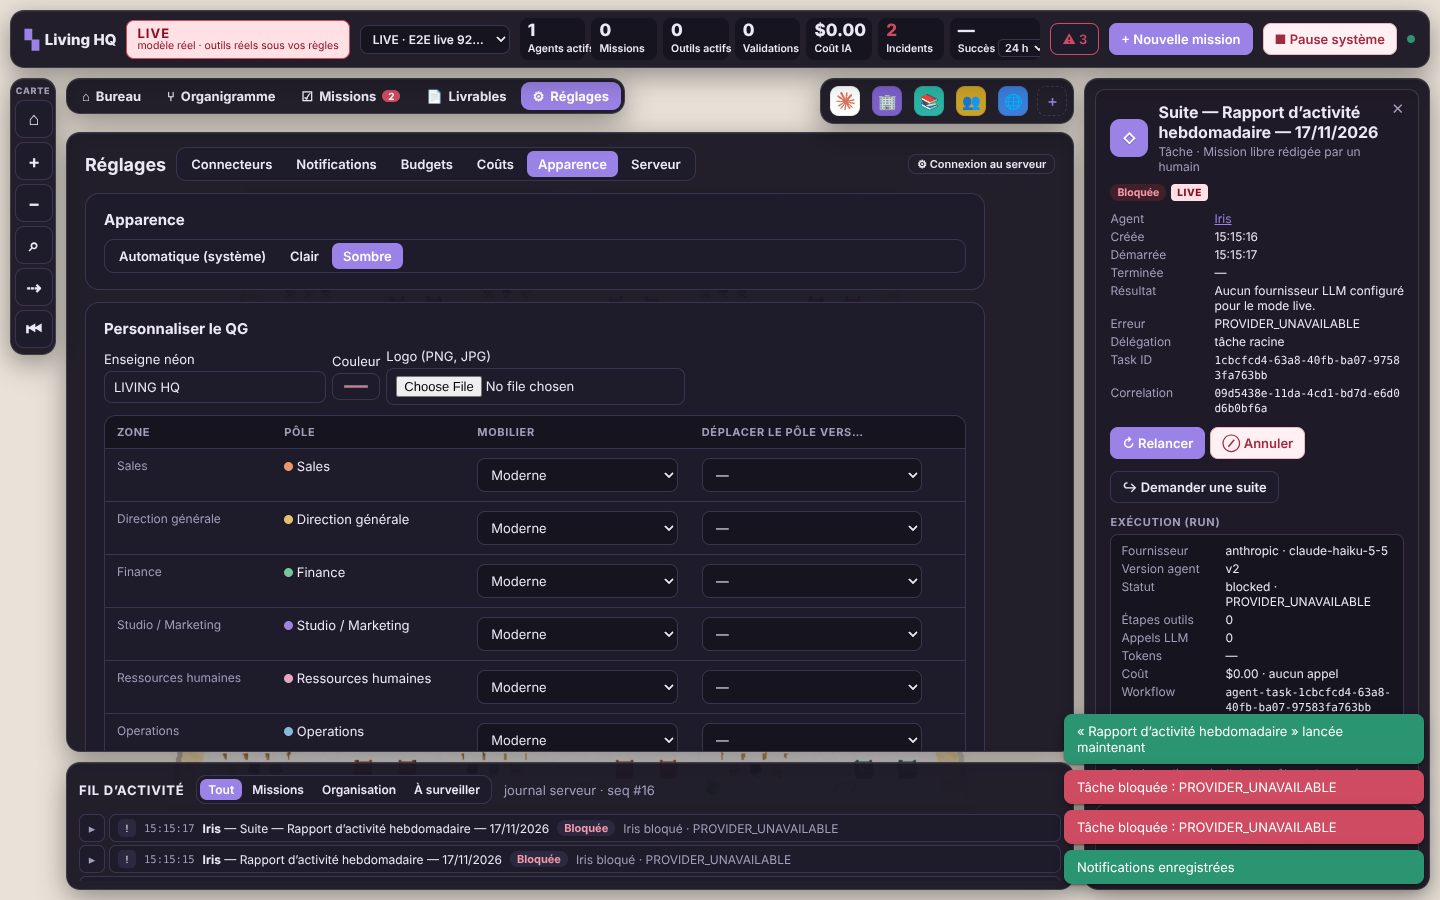 Living HQ
LIVE
modèle réel · outils réels sous vos règles
LIVE · E2E live 92...
1
Agents actifs
0
Missions
0
Outils actifs
0
Validations
$0.00
Coût IA
2
Incidents
—
Succès
24 h
⚠ 3
+ Nouvelle mission
Pause système
CARTE
Bureau
Organigramme
Missions 2
Livrables
Réglages
Réglages
Connecteurs
Notifications
Budgets
Coûts
Apparence
Serveur
Connexion au serveur
Apparence
Automatique (système)
Clair
Sombre
Personnaliser le QG
Enseigne néon
Couleur
Logo (PNG, JPG)
LIVING HQ
Choose File No file chosen
ZONE PÔLE MOBILIER DÉPLACER LE PÔLE VERS...
Sales Sales Moderne —
Direction générale Direction générale Moderne —
Finance Finance Moderne —
Studio / Marketing Studio / Marketing Moderne —
Ressources humaines Ressources humaines Moderne —
Operations Operations Moderne —
FIL D’ACTIVITÉ
Tout
Missions
Organisation
À surveiller
journal serveur · seq #16
! 15:15:17 Iris — Suite — Rapport d’activité hebdomadaire — 17/11/2026 Bloquée Iris bloqué · PROVIDER_UNAVAILABLE
! 15:15:15 Iris — Rapport d’activité hebdomadaire — 17/11/2026 Bloquée Iris bloqué · PROVIDER_UNAVAILABLE
Suite — Rapport d’activité
hebdomadaire — 17/11/2026
Tâche · Mission libre rédigée par un
humain
Bloquée
LIVE
Agent Iris
Créée 15:15:16
Démarrée 15:15:17
Terminée —
Résultat Aucun fournisseur LLM configuré
pour le mode live.
Erreur PROVIDER_UNAVAILABLE
Délégation tâche racine
Task ID 1cbcfcd4-63a8-40fb-ba07-9758
3fa763bb
Correlation 09d5438e-11da-4cd1-bd7d-e6d0
d6b0bf6a
Relancer
Annuler
Demander une suite
EXÉCUTION (RUN)
Fournisseur anthropic · claude-haiku-5-5
Version agent v2
Statut blocked ·
PROVIDER_UNAVAILABLE
Étapes outils 0
Appels LLM 0
Tokens —
Coût $0.00 · aucun appel
Workflow agent-task-1cbcfcd4-63a8-
40fb-ba07-97583fa763bb
« Rapport d’activité hebdomadaire » lancée
maintenant
Tâche bloquée : PROVIDER_UNAVAILABLE
Tâche bloquée : PROVIDER_UNAVAILABLE
Notifications enregistrées